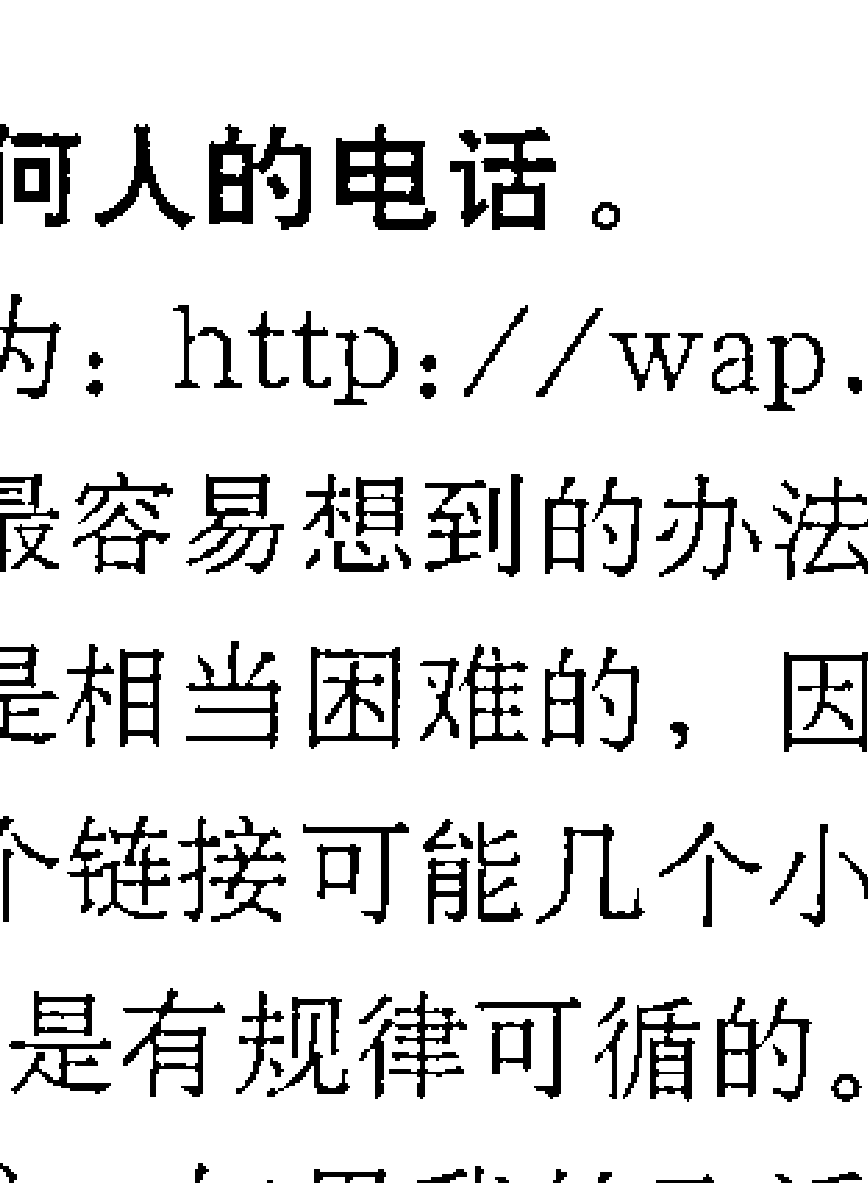 何人的电话。
为：http://wap.
最容易想到的办法
是相当困难的，因
个链接可能几个小
是有规律可循的。